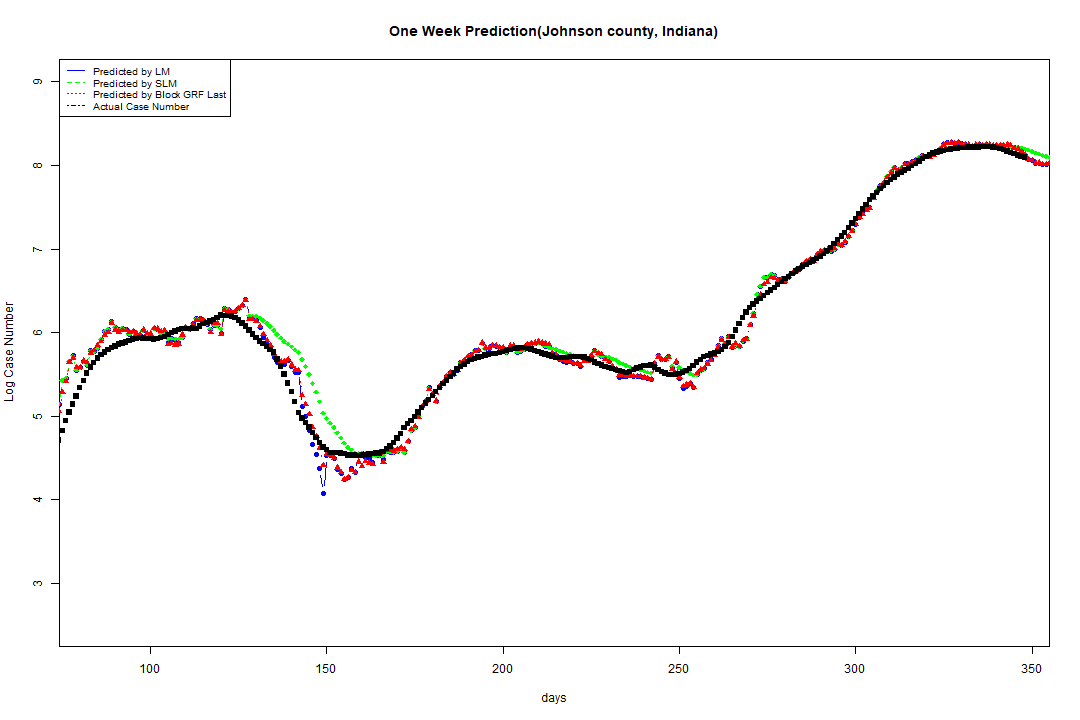 One Week Prediction(Johnson county, Indiana)
Predicted by LM
Predicted by SLM
Predicted by Block GRF Last
Actual Case Number
9
8
7
6
5
4
3
Log Case Number
100 150 200 250 300 350
days